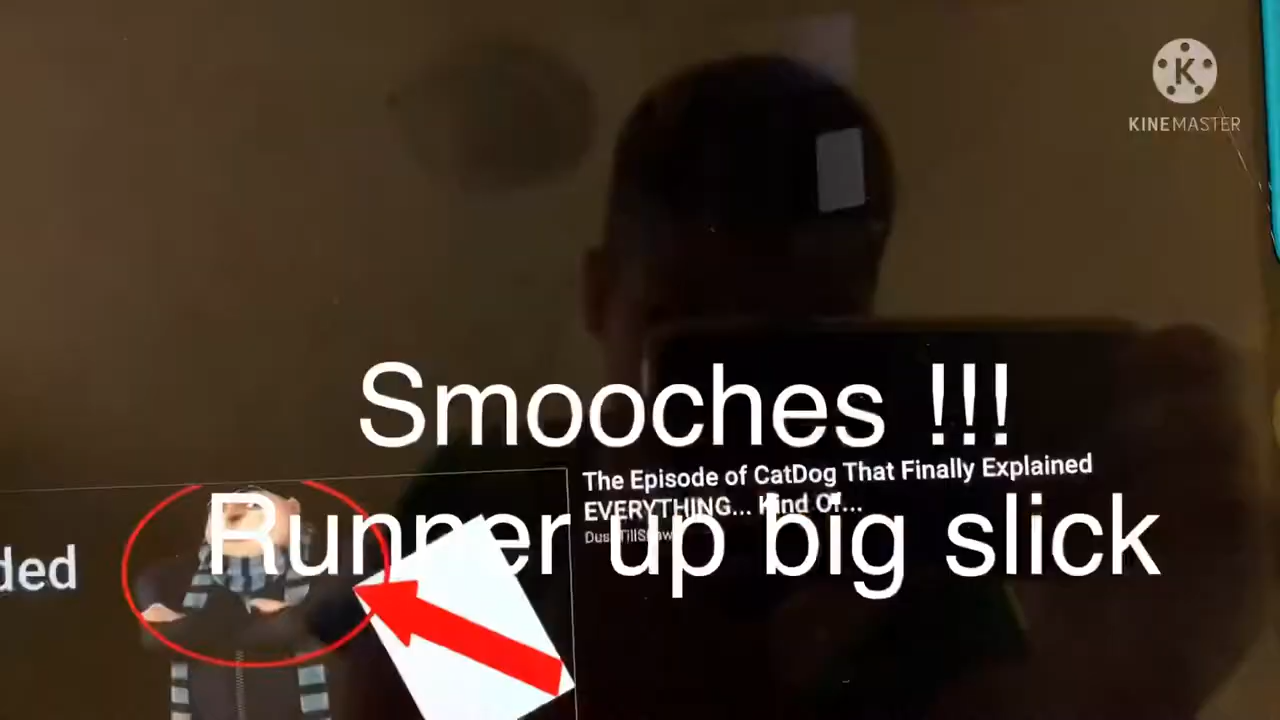 K
KINEMASTER
Smooches !!!
The Episode of CatDog That Finally Explained
EVERYTHING... Kind Of...
Runner up big slick
ded